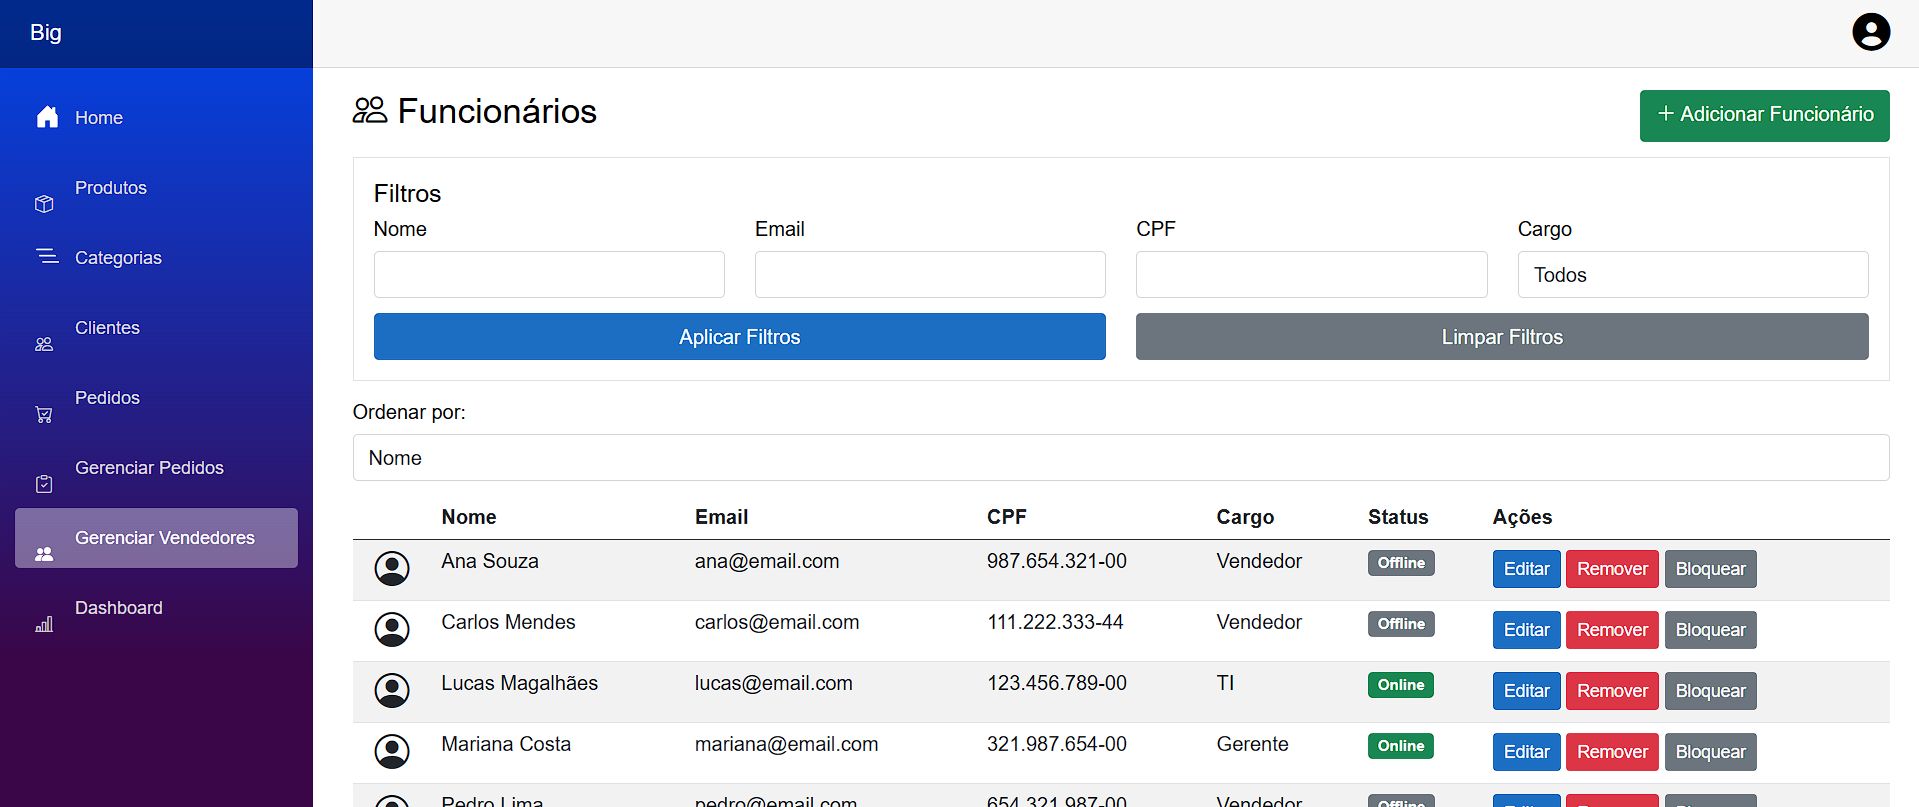 Big
Home
Produtos
Categorias
Clientes
Pedidos
Gerenciar Pedidos
Gerenciar Vendedores
Dashboard
Funcionários
+ Adicionar Funcionário
Filtros
Nome Email CPF Cargo
Todos
Aplicar Filtros Limpar Filtros
Ordenar por:
Nome
Nome Email CPF Cargo Status Ações
Ana Souza ana@email.com 987.654.321-00 Vendedor Offline Editar Remover Bloquear
Carlos Mendes carlos@email.com 111.222.333-44 Vendedor Offline Editar Remover Bloquear
Lucas Magalhães lucas@email.com 123.456.789-00 TI Online Editar Remover Bloquear
Mariana Costa mariana@email.com 321.987.654-00 Gerente Online Editar Remover Bloquear
Pedro Lima pedro@email.com 654.321.987-00 Vendedor Offline Editar Remover Bloquear